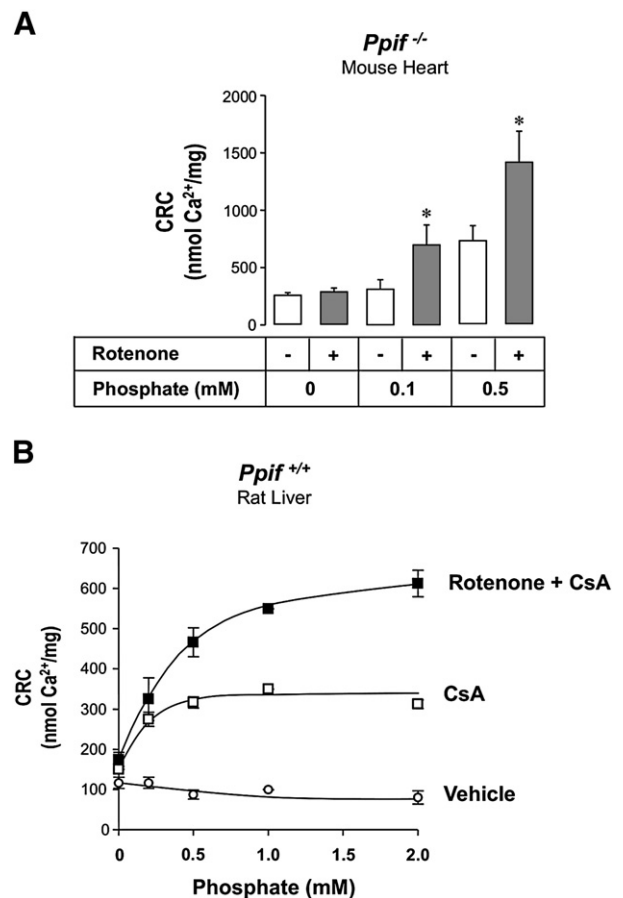 A
Ppif -/-
Mouse Heart
CRC
(nmol Ca2+/mg)
2000
1500
1000
500
0
*
*
Rotenone - + - + - +
Phosphate (mM) 0 0.1 0.5
B
Ppif +/+
Rat Liver
CRC
(nmol Ca2+/mg)
700
600
500
400
300
200
100
0
Rotenone + CsA
CsA
Vehicle
0 0.5 1.0 1.5 2.0
Phosphate (mM)